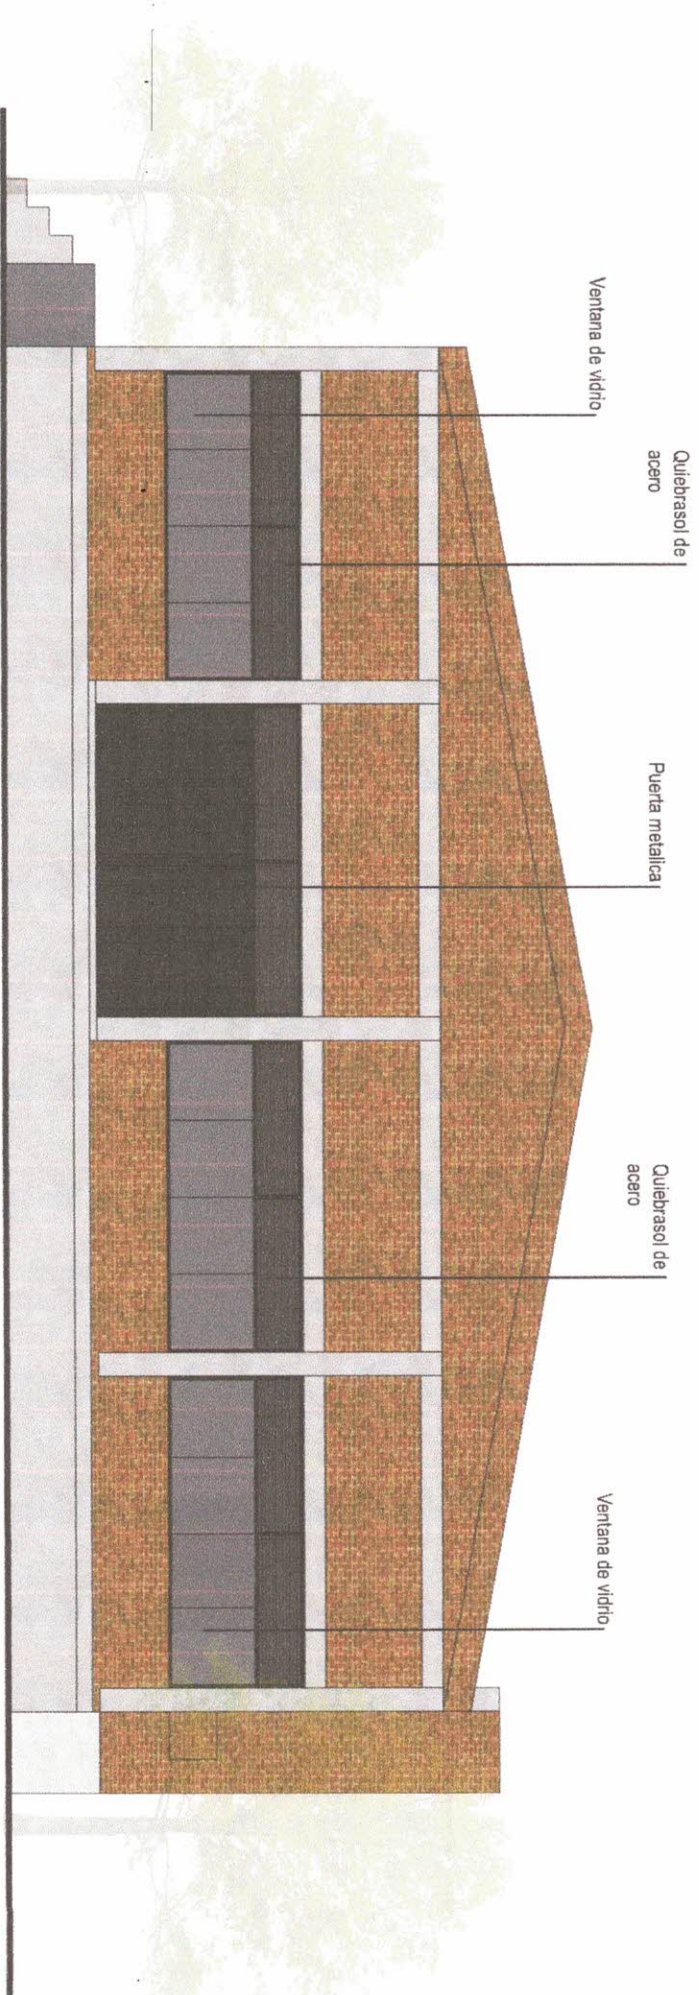 Ventana de vidrio
Quiebrasol de
acero
Puerta metalica
Quiebrasol de
acero
Ventana de vidrio